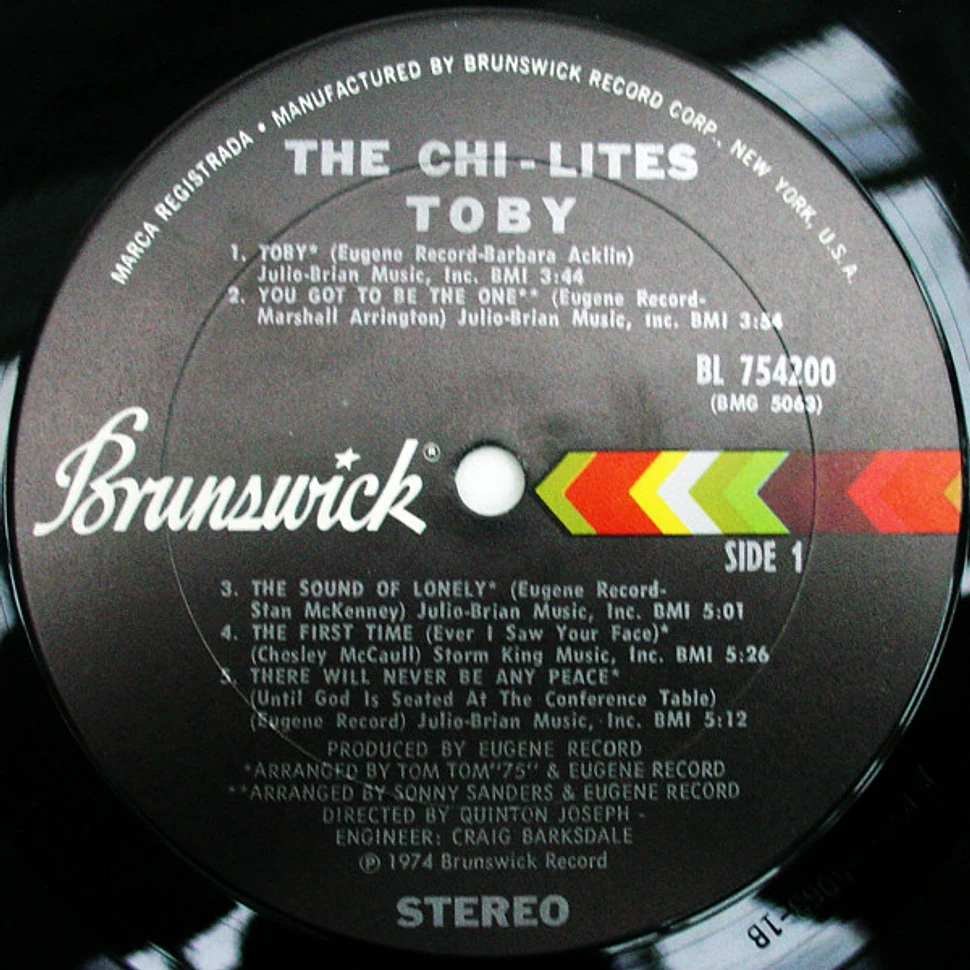 MARCA REGISTRADA • MANUFACTURED BY BRUNSWICK RECORD CORP., NEW YORK, U.S.A.
THE CHI-LITES
TOBY
1. TOBY* (Eugene Record-Barbara Acklin)
Julio-Brian Music, Inc. BMI 3:44
2. YOU GOT TO BE THE ONE** (Eugene Record-
Marshall Arrington) Julio-Brian Music, Inc. BMI 3:54
BL 754200
(BMG 5063)
Brunswick®
SIDE 1
3. THE SOUND OF LONELY* (Eugene Record-
Stan McKenney) Julio-Brian Music, Inc. BMI 5:01
4. THE FIRST TIME (Ever I Saw Your Face)*
(Chesley McCaull) Storm King Music, Inc. BMI 5:26
5. THERE WILL NEVER BE ANY PEACE*
(Until God Is Seated At The Conference Table)
(Eugene Record) Julio-Brian Music, Inc. BMI 5:12
PRODUCED BY EUGENE RECORD
*ARRANGED BY TOM TOM"75" & EUGENE RECORD
**ARRANGED BY SONNY SANDERS & EUGENE RECORD
DIRECTED BY QUINTON JOSEPH -
ENGINEER: CRAIG BARKSDALE
℗ 1974 Brunswick Record
STEREO